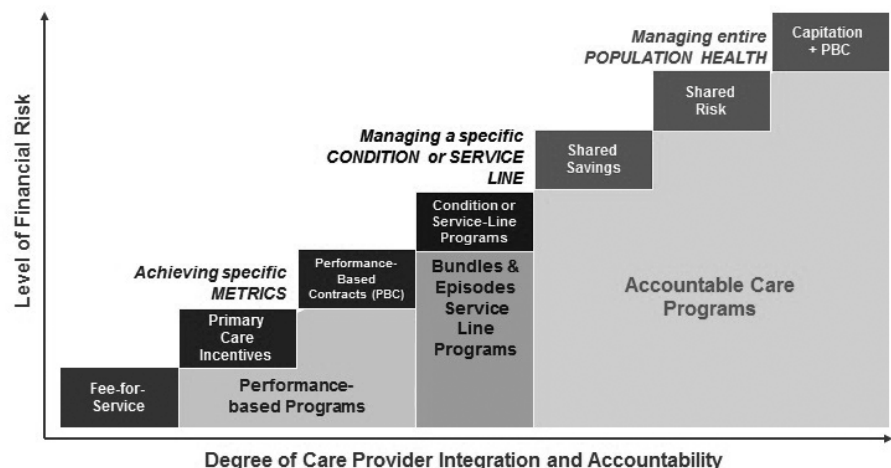 Level of Financial Risk
Managing entire
POPULATION HEALTH
Capitation
+ PBC
Shared
Risk
Managing a specific
CONDITION or SERVICE
LINE
Shared
Savings
Condition or
Service-Line
Programs
Achieving specific
METRICS
Performance-
Based
Contracts (PBC)
Bundles &
Episodes
Service
Line
Programs
Accountable Care
Programs
Primary
Care
Incentives
Fee-for-
Service
Performance-
based Programs
Degree of Care Provider Integration and Accountability